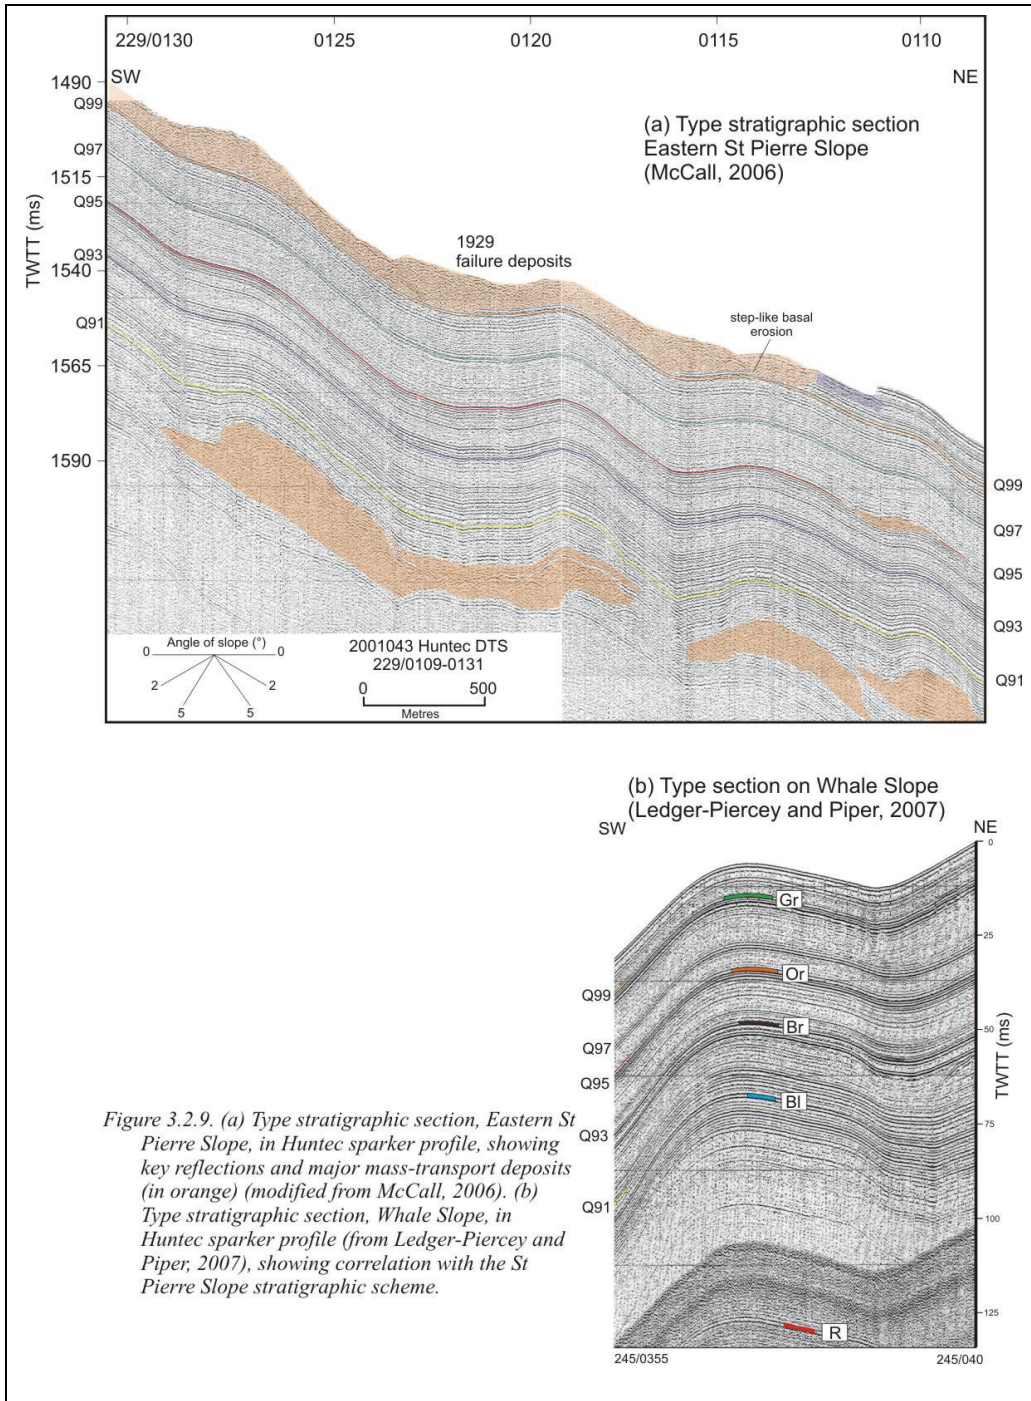 229/0130 0125 0120 0115 0110
SW NE
1490
Q99
Q97
1515
Q95
Q93
1540
Q91
1565
1590
TWTT (ms)
(a) Type stratigraphic section
Eastern St Pierre Slope
(McCall, 2006)
1929
failure deposits
step-like basal
erosion
Q99
Q97
Q95
Q93
Q91
Angle of slope (°)
0 0
2 2
5 5
2001043 Huntec DTS
229/0109-0131
0 500
Metres
(b) Type section on Whale Slope
(Ledger-Piercey and Piper, 2007)
SW NE
0
Gr
25
Or
Q99
Br
50
Q97
TWTT (ms)
Q95
Bl
75
Q93
Q91
100
125
R
245/0355 245/040
Figure 3.2.9. (a) Type stratigraphic section, Eastern St
Pierre Slope, in Huntec sparker profile, showing
key reflections and major mass-transport deposits
(in orange) (modified from McCall, 2006). (b)
Type stratigraphic section, Whale Slope, in
Huntec sparker profile (from Ledger-Piercey and
Piper, 2007), showing correlation with the St
Pierre Slope stratigraphic scheme.